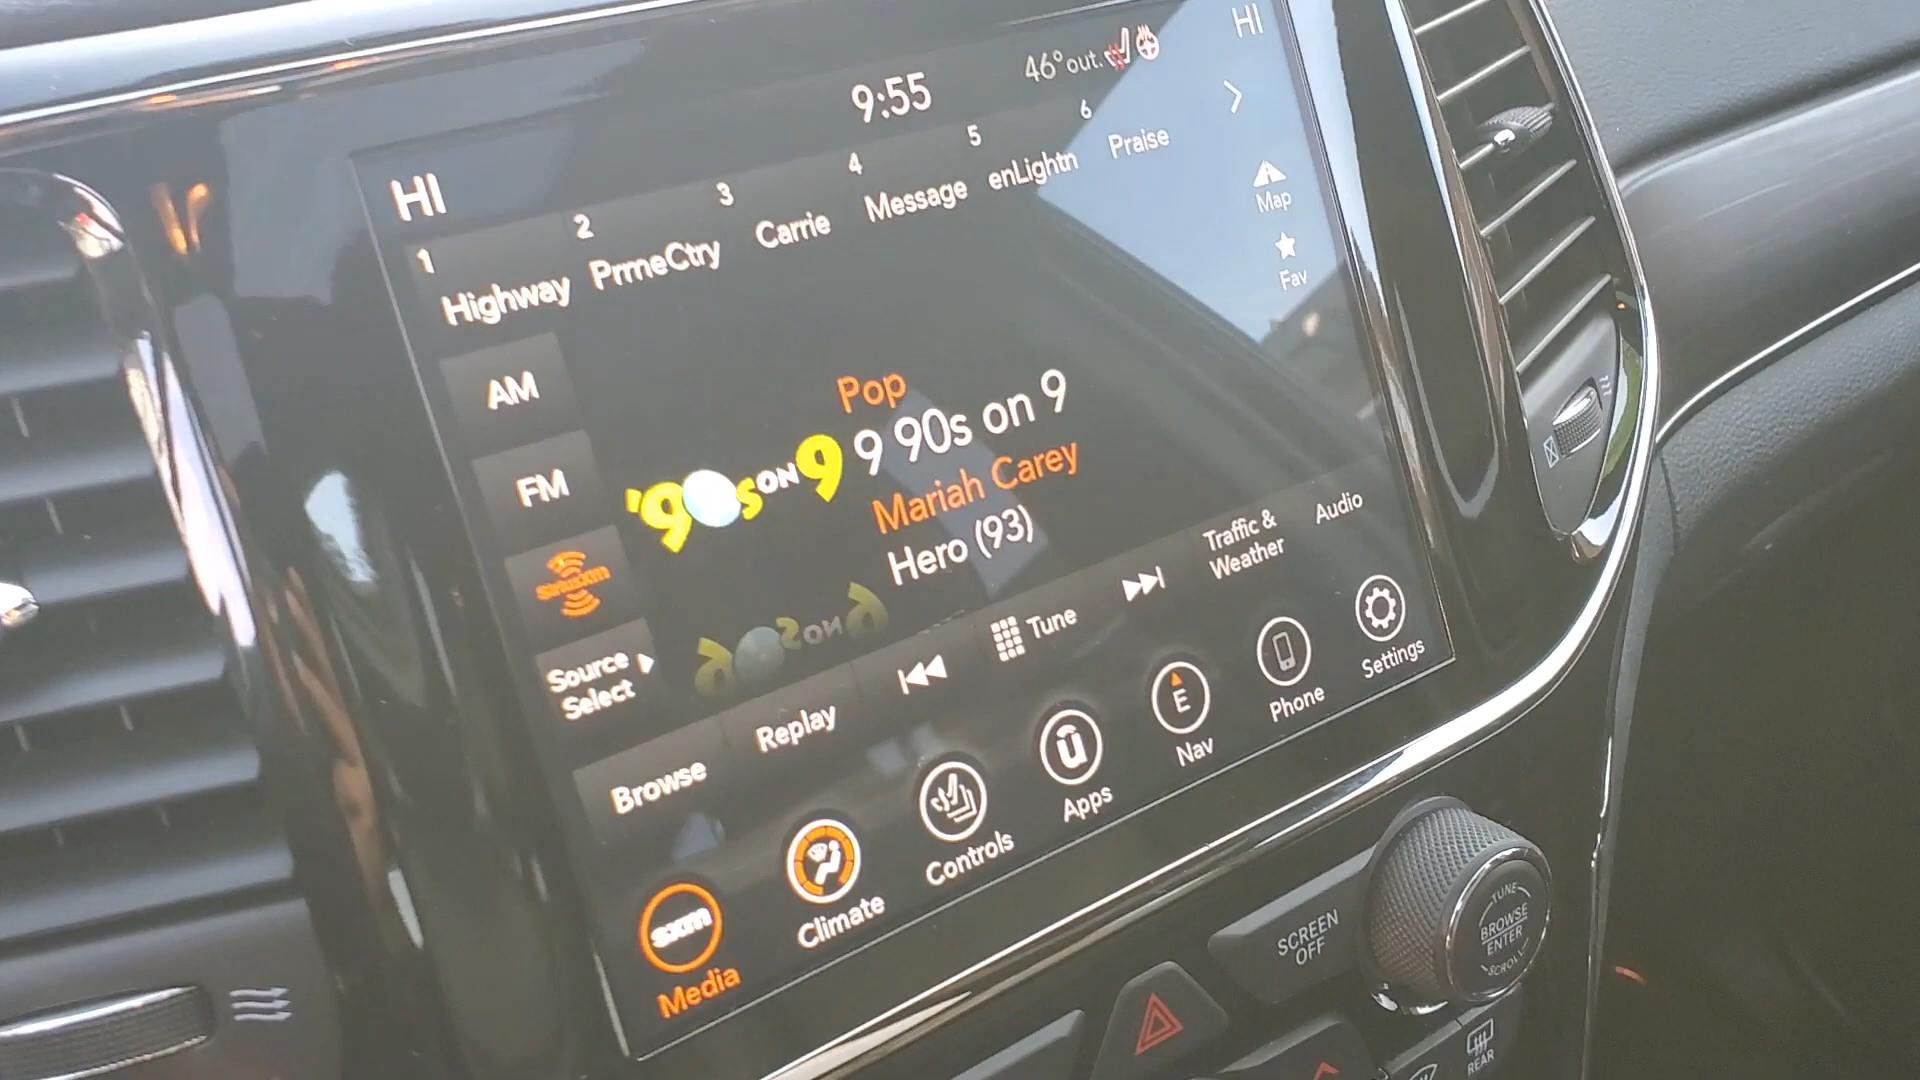 HI
9:55
46° out.
HI
1
Highway
2
PrmeCtry
3
Carrie
4
Message
5
enLightn
6
Praise
Map
Fav
AM
FM
SiriusXM
Source
Select
'90s ON 9
Pop
9 90s on 9
Mariah Carey
Hero (93)
Browse
Replay
Tune
Traffic &
Weather
Audio
sxm
Media
Climate
Controls
u
Apps
E
Nav
Phone
Settings
SCREEN
OFF
TUNE
BROWSE
ENTER
SCROLL
REAR